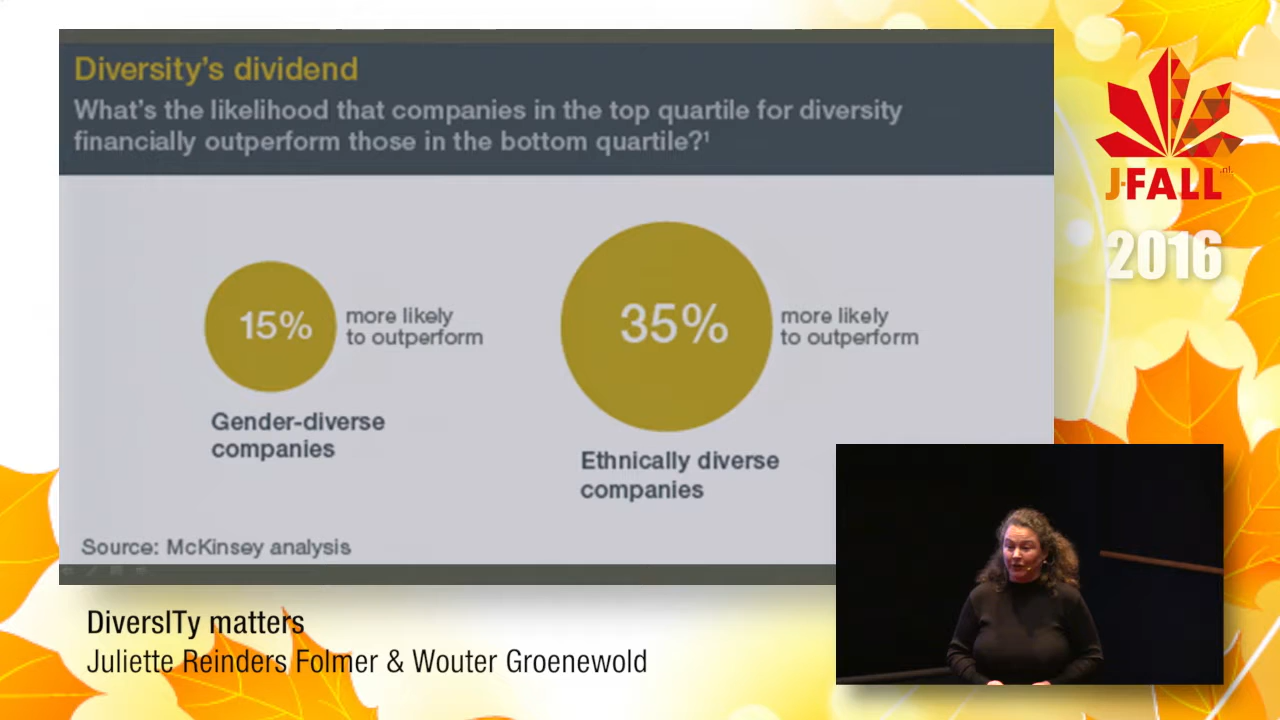 Diversity's dividend
What's the likelihood that companies in the top quartile for diversity
financially outperform those in the bottom quartile?¹
15%
more likely
to outperform
Gender-diverse
companies
35%
more likely
to outperform
Ethnically diverse
companies
Source: McKinsey analysis
J-FALL.nl
2016
DiversITy matters
Juliette Reinders Folmer & Wouter Groenewold